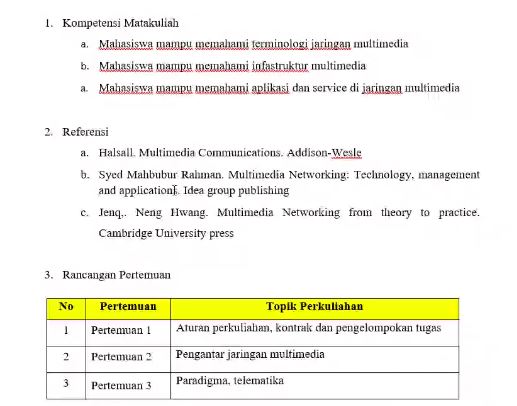 1. Kompetensi Matakuliah
a. Mahasiswa mampu memahami terminologi jaringan multimedia
b. Mahasiswa mampu memahami infastruktur multimedia
a. Mahasiswa mampu memahami aplikasi dan service di jaringan multimedia
2. Referensi
a. Halsall. Multimedia Communications. Addison-Wesle
b. Syed Mahbubur Rahman. Multimedia Networking: Technology, management
and applications. Idea group publishing
c. Jenq,. Neng Hwang. Multimedia Networking from theory to practice.
Cambridge University press
3. Rancangan Pertemuan
No Pertemuan Topik Perkuliahan
1 Pertemuan 1 Aturan perkuliahan, kontrak dan pengelompokan tugas
2 Pertemuan 2 Pengantar jaringan multimedia
3 Pertemuan 3 Paradigma, telematika